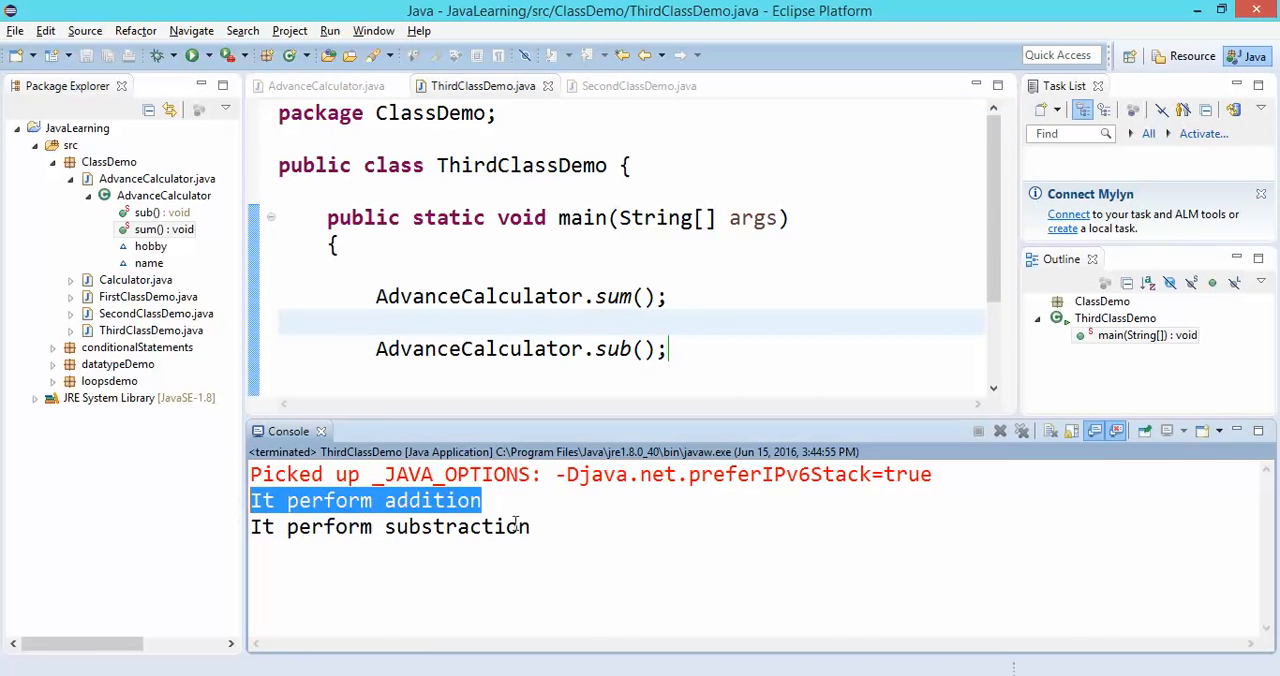 Java - JavaLearning/src/ClassDemo/ThirdClassDemo.java - Eclipse Platform
File Edit Source Refactor Navigate Search Project Run Window Help
Quick Access
Resource
Java
Package Explorer
JavaLearning
src
ClassDemo
AdvanceCalculator.java
AdvanceCalculator
sub() : void
sum() : void
hobby
name
Calculator.java
FirstClassDemo.java
SecondClassDemo.java
ThirdClassDemo.java
conditionalStatements
datatypeDemo
loopsdemo
JRE System Library [JavaSE-1.8]
AdvanceCalculator.java
ThirdClassDemo.java
SecondClassDemo.java
package ClassDemo;
public class ThirdClassDemo {
public static void main(String[] args)
{
AdvanceCalculator.sum();
AdvanceCalculator.sub();
Task List
Find
All
Activate...
Connect Mylyn
Connect to your task and ALM tools or
create a local task.
Outline
ClassDemo
ThirdClassDemo
main(String[]) : void
Console
<terminated> ThirdClassDemo [Java Application] C:\Program Files\Java\jre1.8.0_40\bin\javaw.exe (Jun 15, 2016, 3:44:55 PM)
Picked up _JAVA_OPTIONS: -Djava.net.preferIPv6Stack=true
It perform addition
It perform substraction